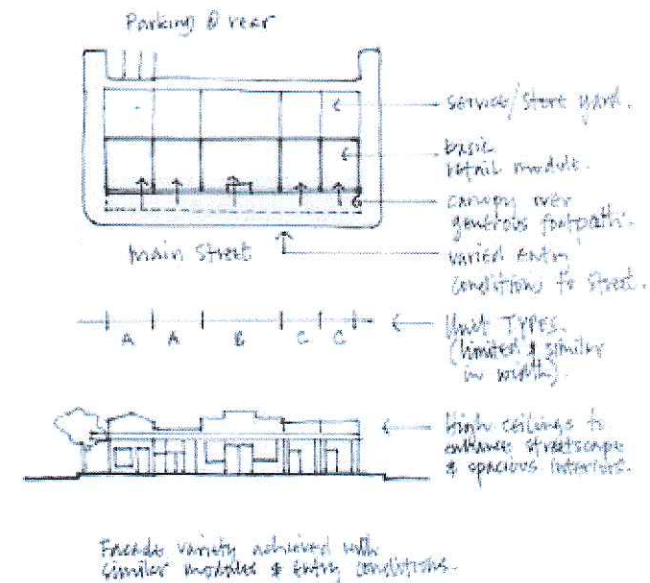 Parking @ rear
service/store yard.
basic
retail module.
canopy over
generous footpath.
main street
varied entry
conditions to street.
A A B C C
Unit TYPES.
(limited & similar
in width).
High ceilings to
enhance streetscape
& spacious interiors.
Facade variety achieved with
similar modules & entry conditions.